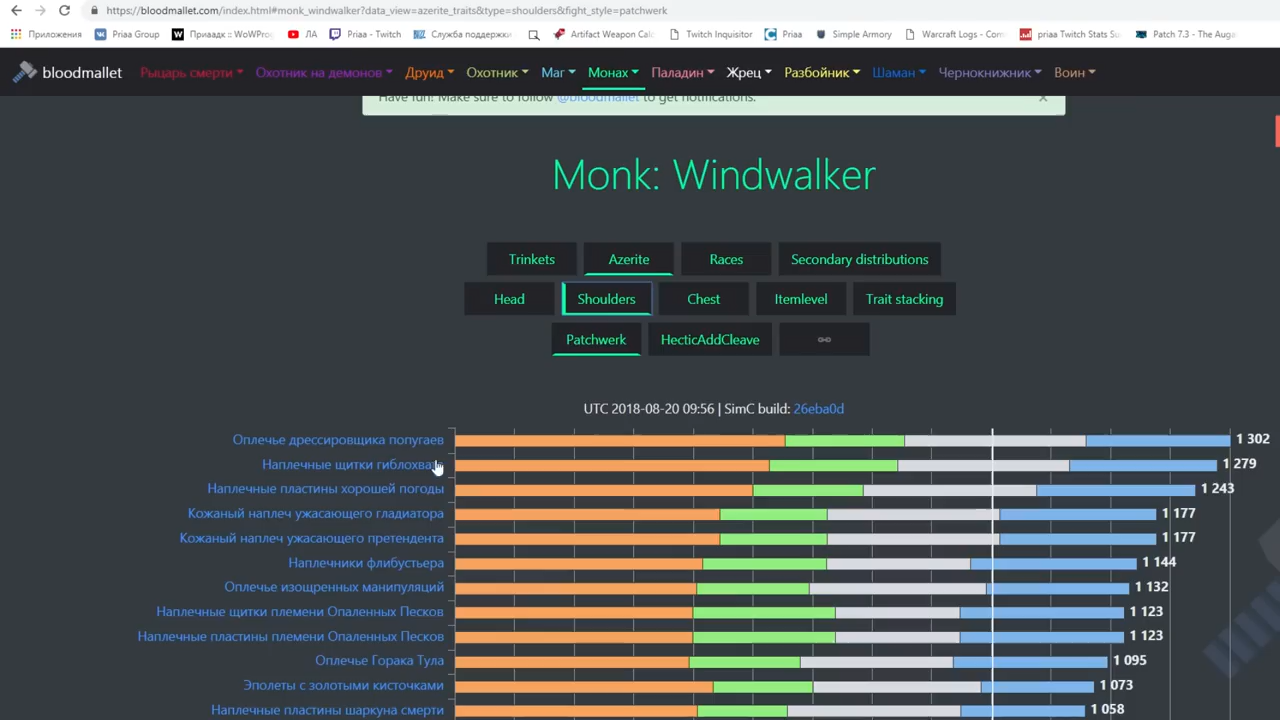 https://bloodmallet.com/index.html#monk_windwalker?data_view=azerite_traits&type=shoulders&fight_style=patchwerk
Приложения Priaa Group Приаадк :: WoWProg ЛА Priaa - Twitch Служба поддержки Artifact Weapon Calc Twitch Inquisitor Priaa Simple Armory Warcraft Logs - Com priaa Twitch Stats Su Patch 7.3 - The Auga
bloodmallet Рыцарь смерти Охотник на демонов Друид Охотник Маг Монах Паладин Жрец Разбойник Шаман Чернокнижник Воин
Have fun! Make sure to follow @bloodmallet to get notifications. ×
Monk: Windwalker
Trinkets Azerite Races Secondary distributions
Head Shoulders Chest Itemlevel Trait stacking
Patchwerk HecticAddCleave
UTC 2018-08-20 09:56 | SimC build: 26eba0d
Оплечье дрессировщика попугаев 1 302
Наплечные щитки 1 279
Наплечные пластины хорошей погоды 1 243
Кожаный наплеч ужасающего гладиатора 1 177
Кожаный наплеч ужасающего претендента 1 177
Наплечники флибустьера 1 144
Оплечье изощренных манипуляций 1 132
Наплечные щитки племени Опаленных Песков 1 123
Наплечные пластины племени Опаленных Песков 1 123
Оплечье Горака Тула 1 095
Эполеты с золотыми кисточками 1 073
Наплечные пластины шаркуна смерти 1 058